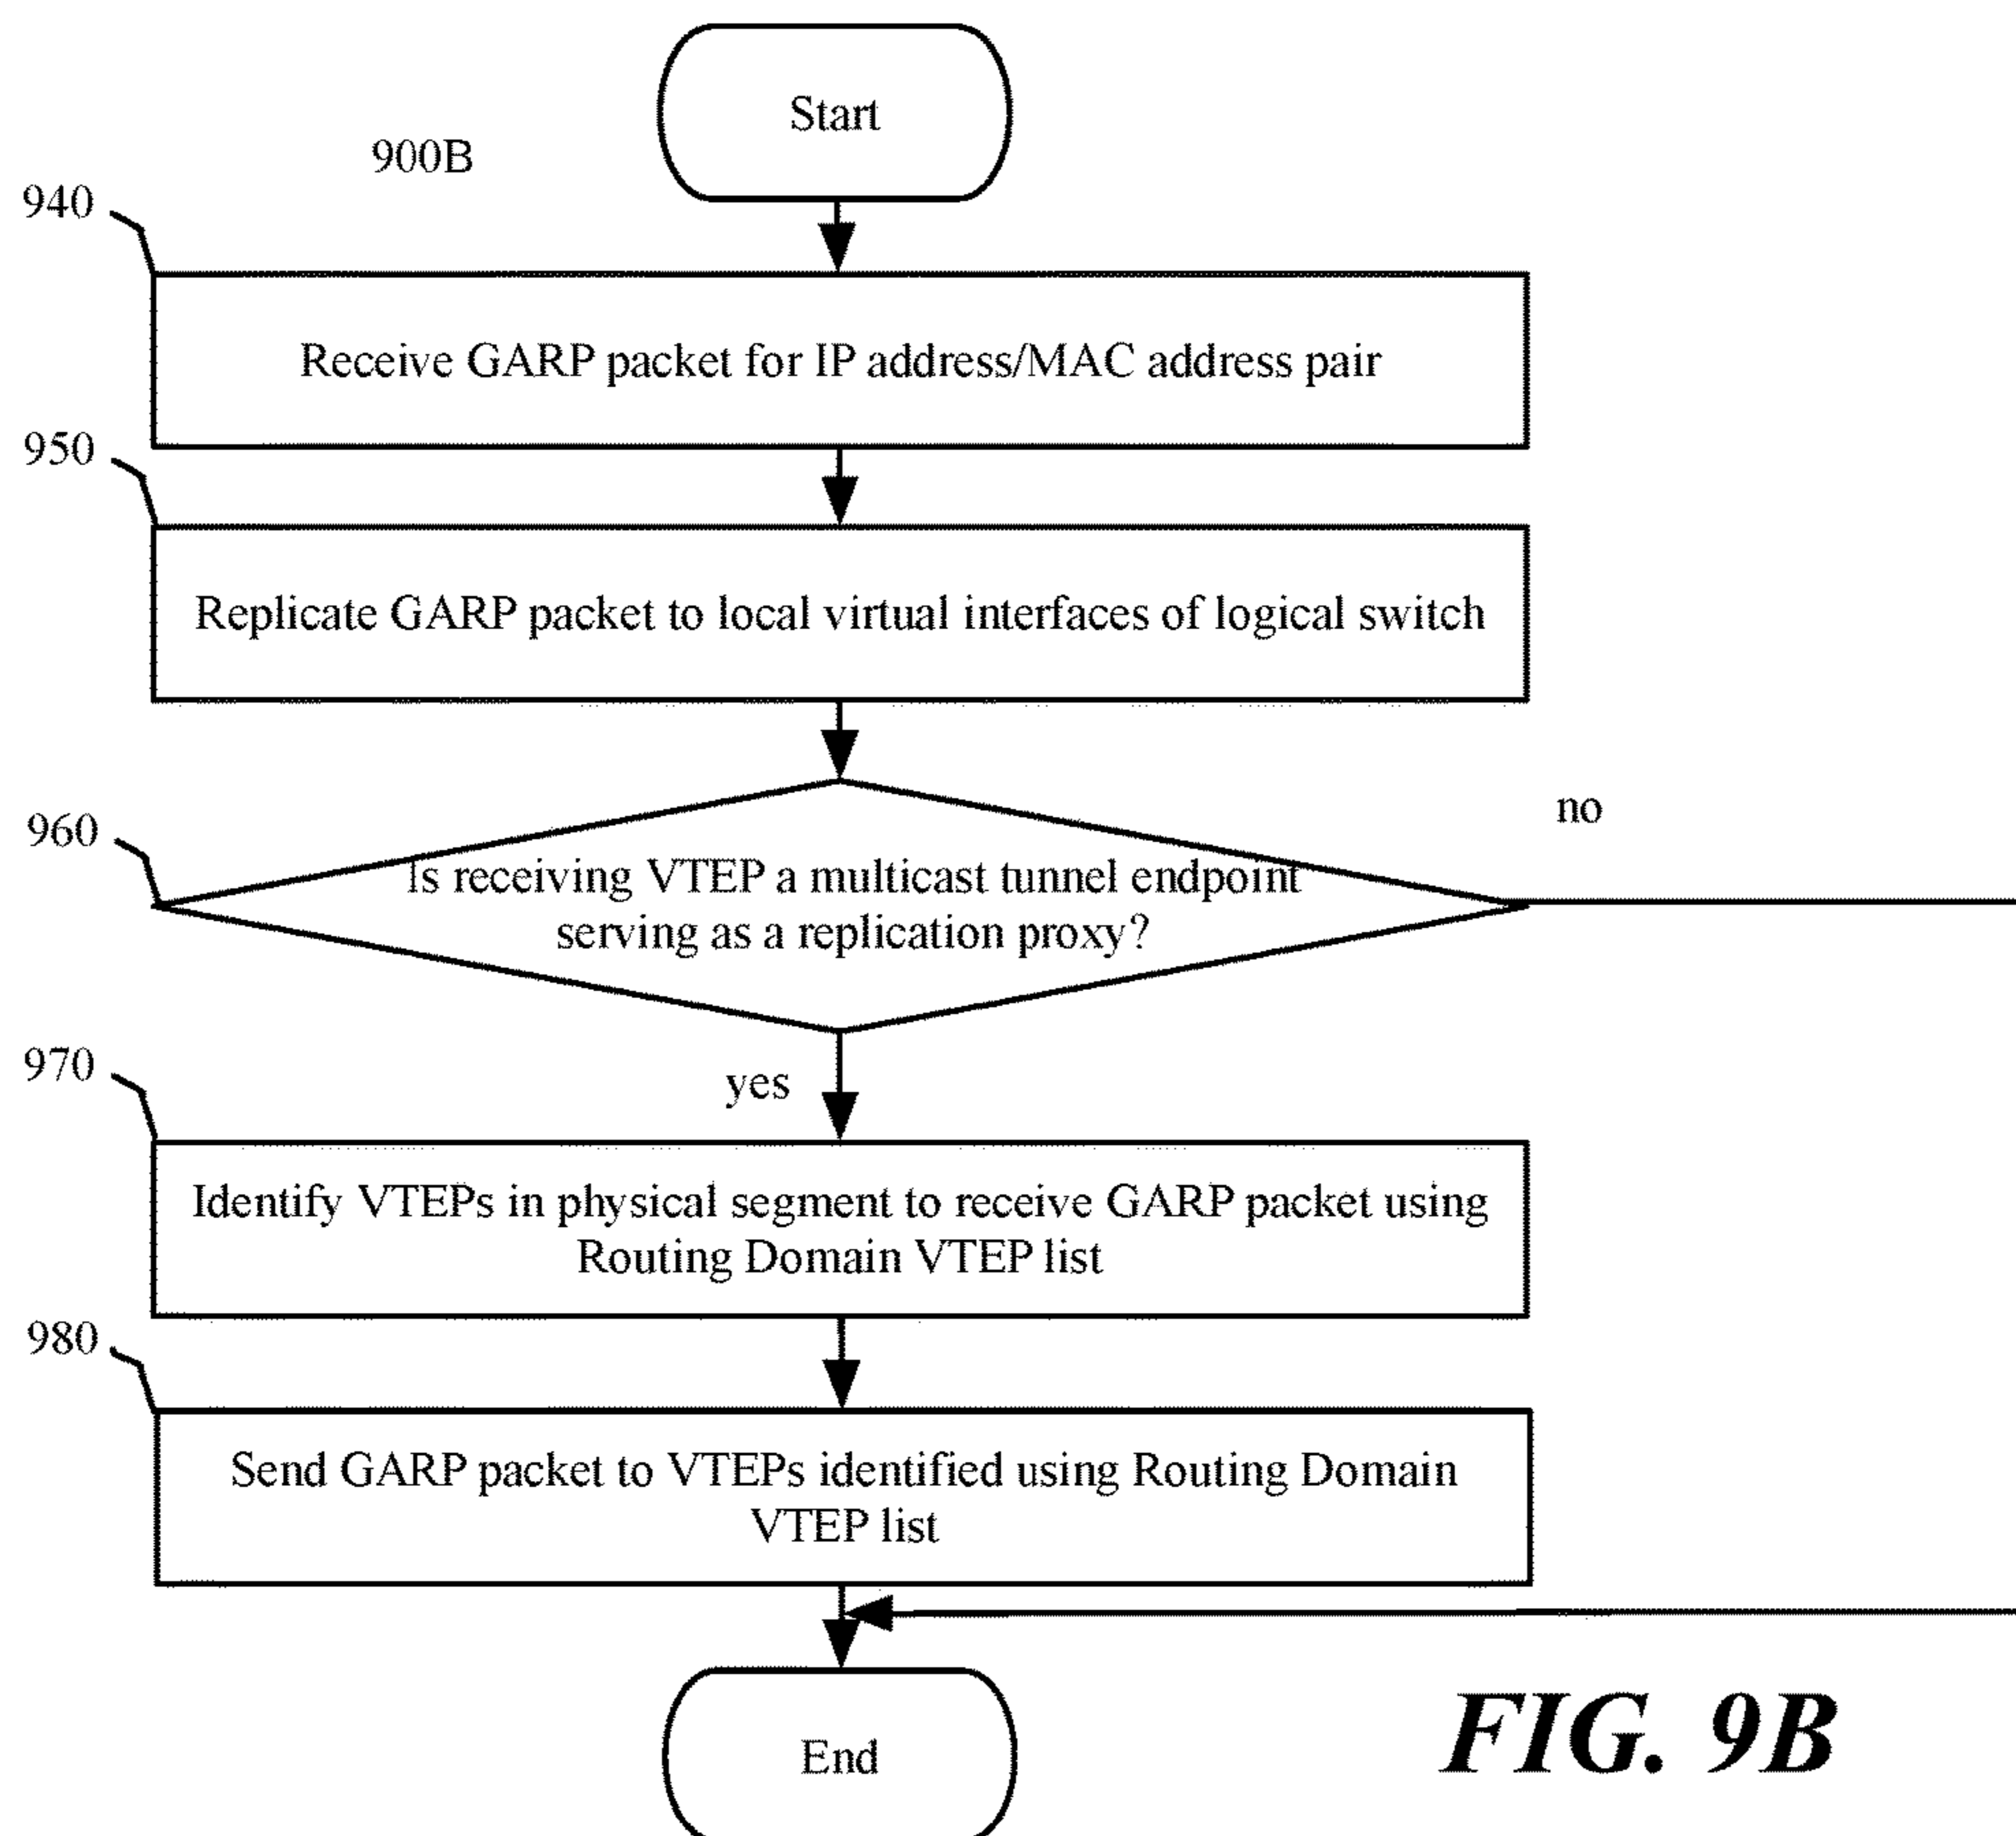 Start
900B
940
Receive GARP packet for IP address/MAC address pair
950
Replicate GARP packet to local virtual interfaces of logical switch
no
960
Is receiving VTEP a multicast tunnel endpoint
serving as a replication proxy?
970
yes
Identify VTEPs in physical segment to receive GARP packet using
Routing Domain VTEP list
980
Send GARP packet to VTEPs identified using Routing Domain
VTEP list
End
FIG. 9B